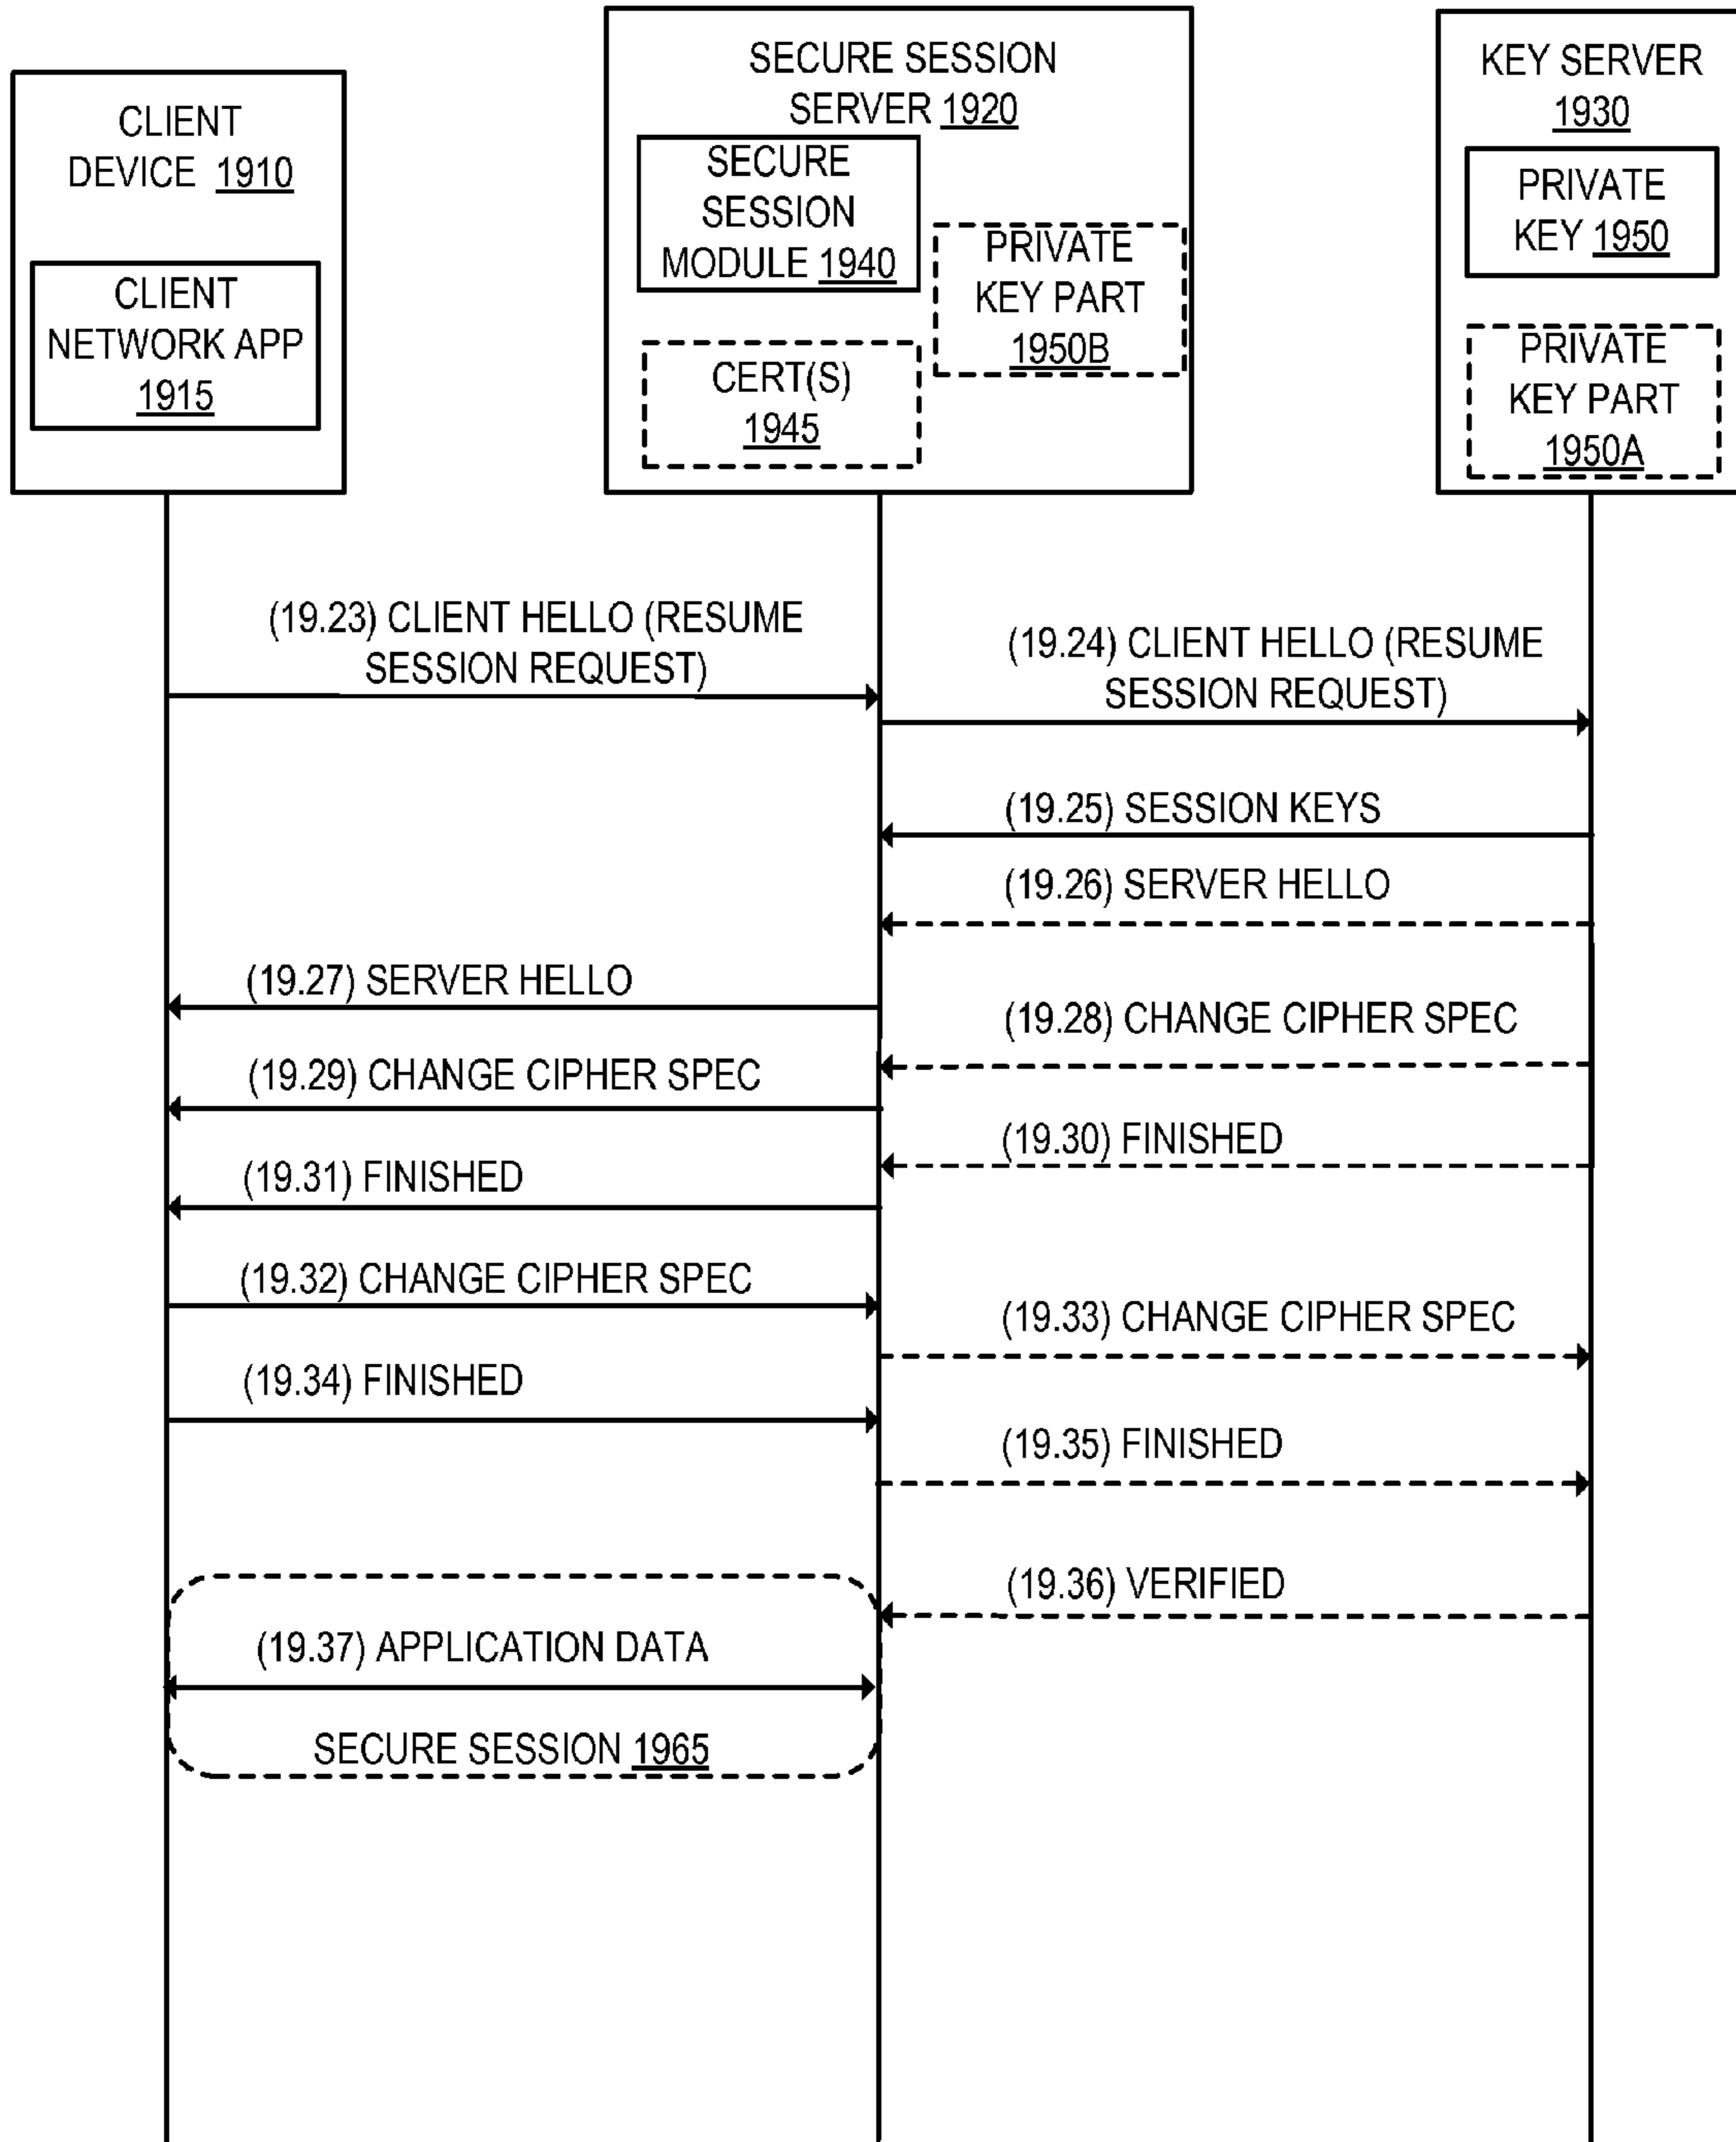 CLIENT
DEVICE 1910
CLIENT
NETWORK APP
1915
SECURE SESSION
SERVER 1920
SECURE
SESSION
MODULE 1940
PRIVATE
KEY PART
1950B
CERT(S)
1945
KEY SERVER
1930
PRIVATE
KEY 1950
PRIVATE
KEY PART
1950A
(19.23) CLIENT HELLO (RESUME
SESSION REQUEST)
(19.24) CLIENT HELLO (RESUME
SESSION REQUEST)
(19.25) SESSION KEYS
(19.26) SERVER HELLO
(19.27) SERVER HELLO
(19.28) CHANGE CIPHER SPEC
(19.29) CHANGE CIPHER SPEC
(19.30) FINISHED
(19.31) FINISHED
(19.32) CHANGE CIPHER SPEC
(19.33) CHANGE CIPHER SPEC
(19.34) FINISHED
(19.35) FINISHED
(19.36) VERIFIED
(19.37) APPLICATION DATA
SECURE SESSION 1965